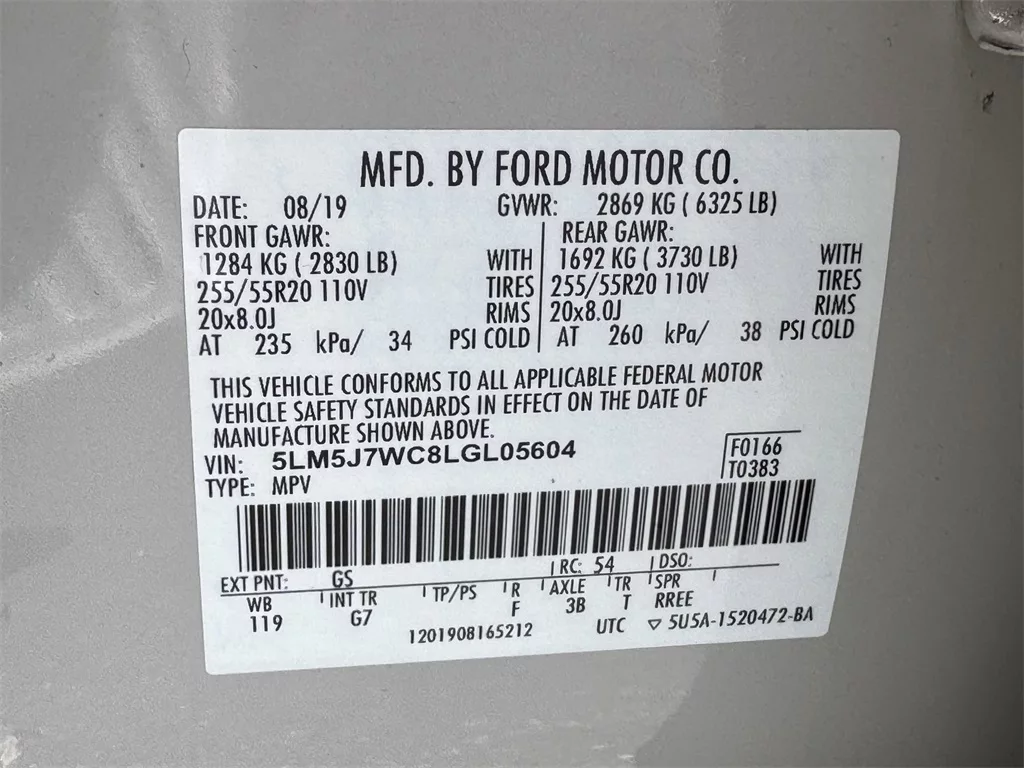 MFD. BY FORD MOTOR CO.
DATE: 08/19 GVWR: 2869 KG ( 6325 LB)
FRONT GAWR: REAR GAWR:
1284 KG ( 2830 LB) WITH 1692 KG ( 3730 LB) WITH
255/55R20 110V TIRES 255/55R20 110V TIRES
20x8.0J RIMS 20x8.0J RIMS
AT 235 kPa/ 34 PSI COLD AT 260 kPa/ 38 PSI COLD
THIS VEHICLE CONFORMS TO ALL APPLICABLE FEDERAL MOTOR
VEHICLE SAFETY STANDARDS IN EFFECT ON THE DATE OF
MANUFACTURE SHOWN ABOVE.
VIN: 5LM5J7WC8LGL05604 F0166
TYPE: MPV T0383
EXT PNT: GS RC: 54 DSO:
WB INT TR TP/PS R AXLE TR SPR
119 G7 F 3B T RREE
1201908165212 UTC ▽ 5U5A-1520472-BA